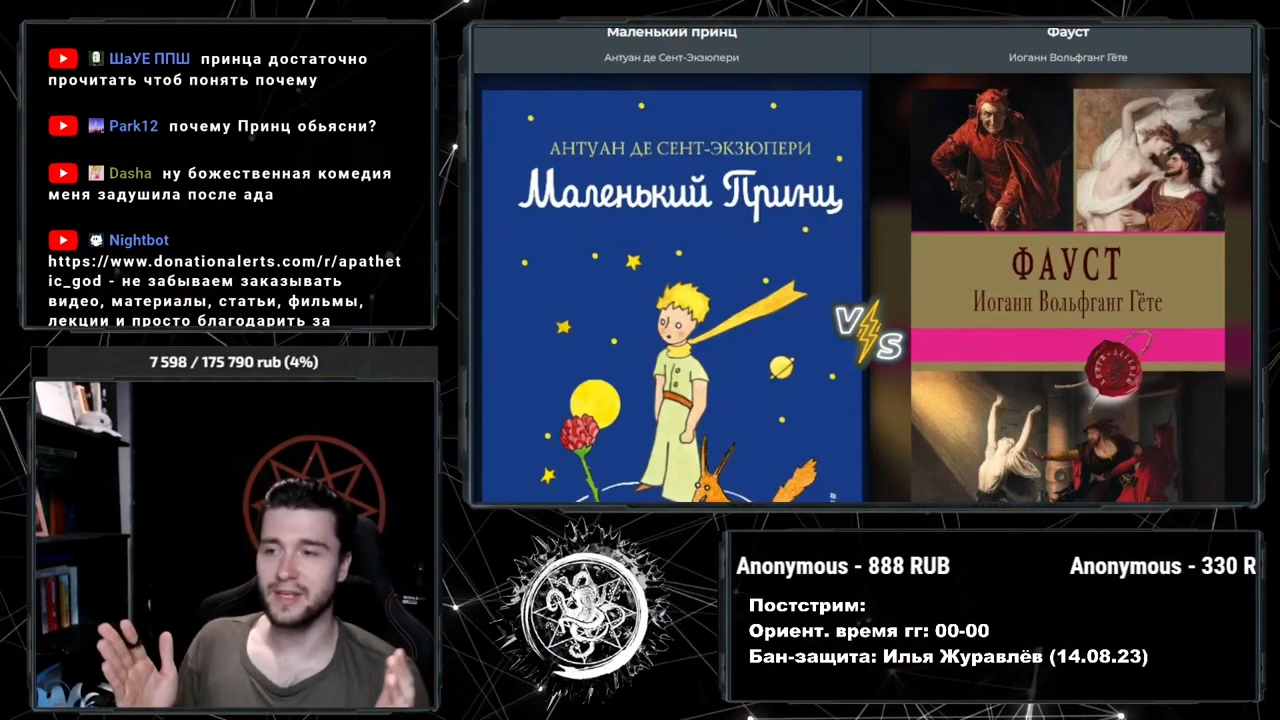 ШаУЕ ППШ принца достаточно
прочитать чтоб понять почему
Park12 почему Принц обьясни?
Dasha ну божественная комедия
меня задушила после ада
Nightbot
https://www.donationalerts.com/r/apathet
ic_god - не забываем заказывать
видео, материалы, статьи, фильмы,
лекции и просто благодарить за
7 598 / 175 790 rub (4%)
Маленький принц
Антуан де Сент-Экзюпери
Фауст
Иоганн Вольфганг Гёте
АНТУАН ДЕ СЕНТ-ЭКЗЮПЕРИ
Маленький Принц
VS
ФАУСТ
Иоганн Вольфганг Гёте
Anonymous - 888 RUB
Anonymous - 330 R
Постстрим:
Ориент. время гг: 00-00
Бан-защита: Илья Журавлёв (14.08.23)